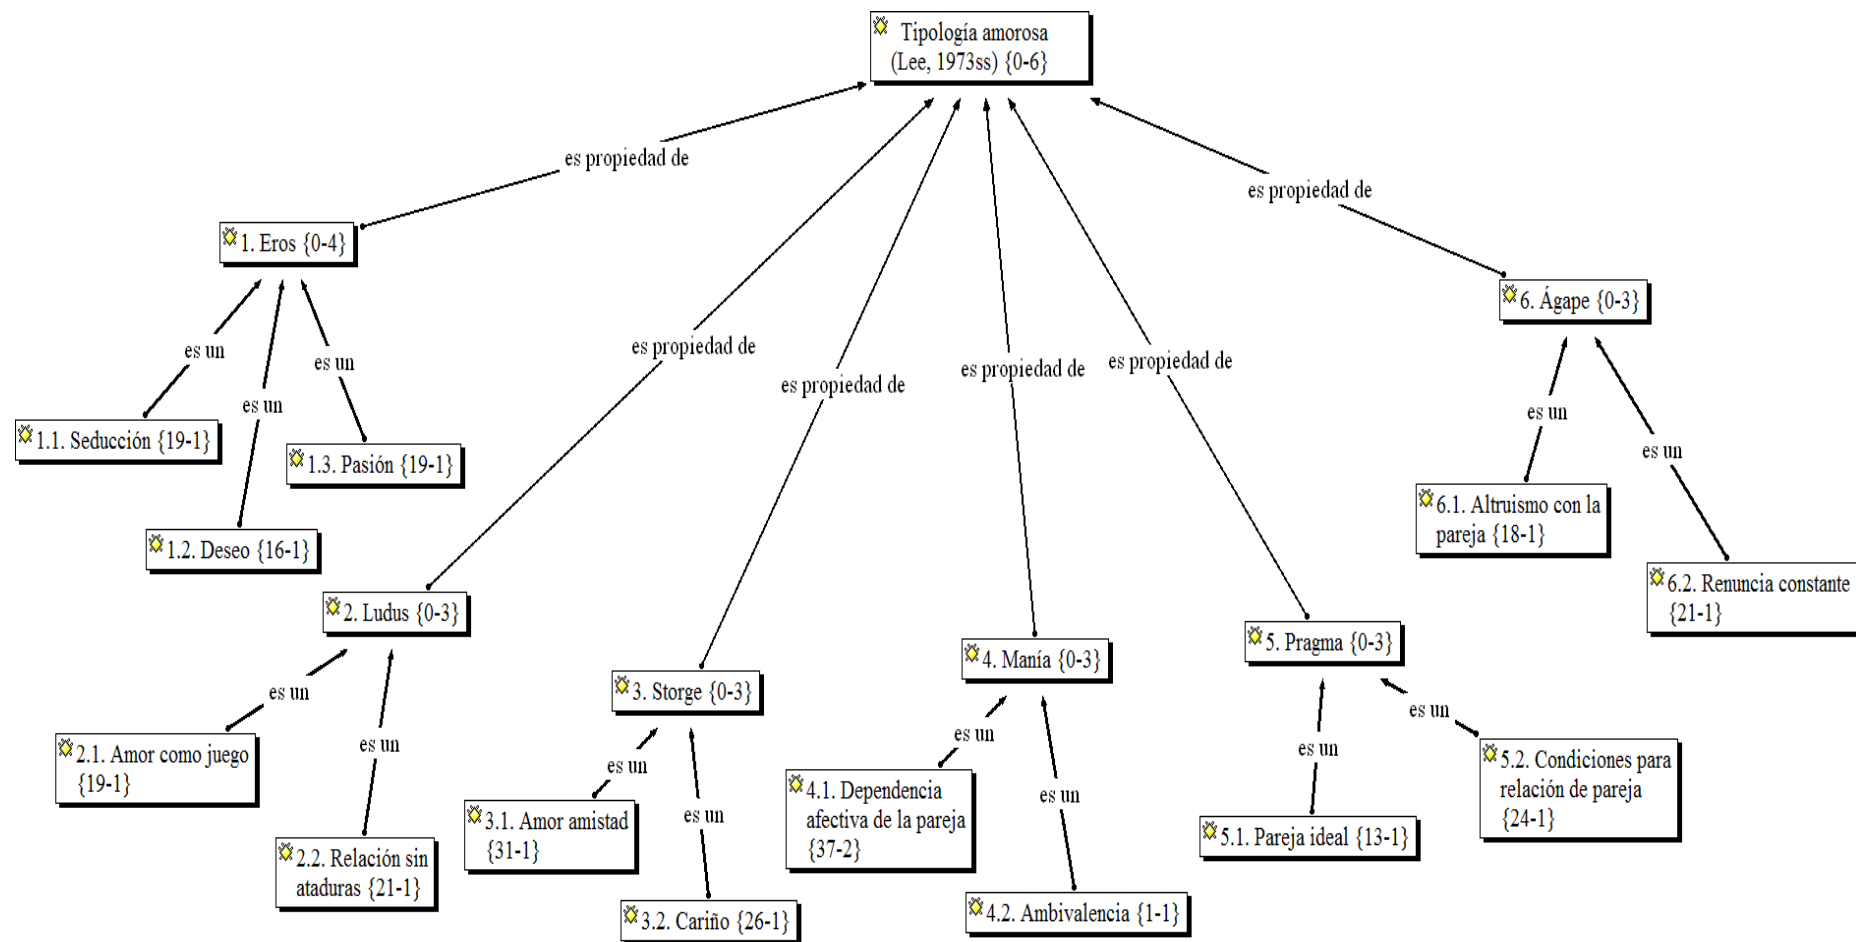 Tipología amorosa
(Lee, 1973ss) {0-6}
es propiedad de
es propiedad de
es propiedad de
es propiedad de
es propiedad de
es propiedad de
1. Eros {0-4}
es un
es un
es un
1.1. Seducción {19-1}
1.3. Pasión {19-1}
1.2. Deseo {16-1}
2. Ludus {0-3}
es un
es un
2.1. Amor como juego
{19-1}
2.2. Relación sin
ataduras {21-1}
3. Storge {0-3}
es un
es un
3.1. Amor amistad
{31-1}
3.2. Cariño {26-1}
4. Manía {0-3}
es un
es un
4.1. Dependencia
afectiva de la pareja
{37-2}
4.2. Ambivalencia {1-1}
5. Pragma {0-3}
es un
es un
5.1. Pareja ideal {13-1}
5.2. Condiciones para
relación de pareja
{24-1}
6. Ágape {0-3}
es un
es un
6.1. Altruismo con la
pareja {18-1}
6.2. Renuncia constante
{21-1}